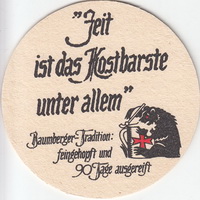 "Zeit
ist das Kostbarste
unter allem"
Baumberger-Tradition:
feingehopft und
90 Tage ausgereift